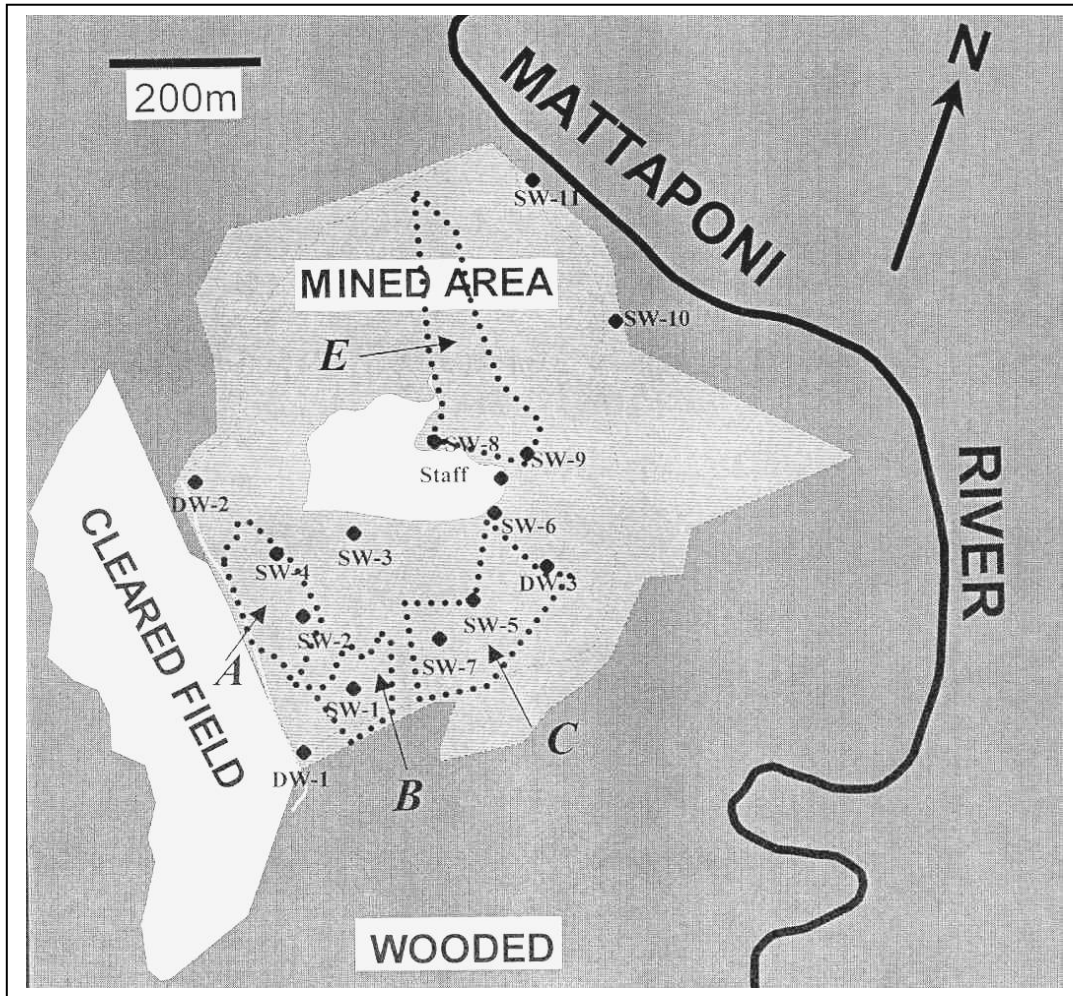 N
200m
MATTAPONI
RIVER
SW-11
MINED AREA
SW-10
E
SW-8
SW-9
Staff
DW-2
SW-6
CLEARED FIELD
SW-3
SW-4
DW-3
SW-5
SW-2
A
SW-7
SW-1
C
DW-1
B
WOODED